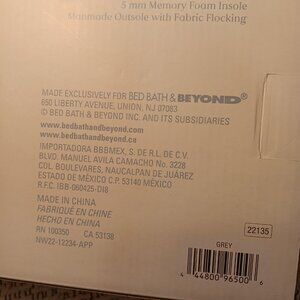 5 mm Memory Foam Insole
Manmade Outsole with Fabric Flocking
MADE EXCLUSIVELY FOR BED BATH & BEYOND®
650 LIBERTY AVENUE, UNION, NJ 07083
© BED BATH & BEYOND INC. AND ITS SUBSIDIARIES
www.bedbathandbeyond.com
www.bedbathandbeyond.ca
IMPORTADORA BBBMEX, S. DE R.L. DE C.V.
BLVD. MANUEL AVILA CAMACHO No. 3228
COL. BOULEVARES, NAUCALPAN DE JUÁREZ
ESTADO DE MÉXICO C.P. 53140 MÉXICO
R.F.C. IBB-060425-DI8
MADE IN CHINA
FABRIQUÉ EN CHINE
HECHO EN CHINA
RN 100350 CA 53138
NW22-12234-APP
22135
GREY
4 44800 96500 6